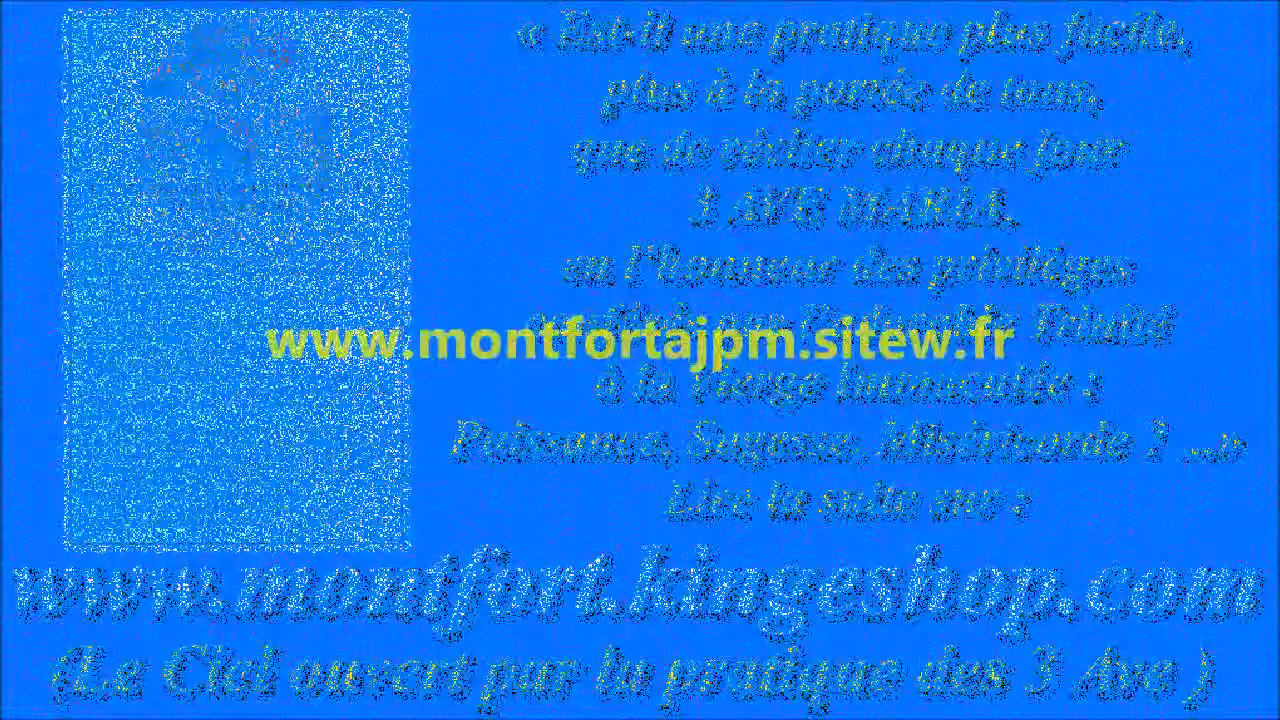 « Est-il une pratique plus facile,
plus à la portée de tous,
que de réciter chaque jour
3 AVE MARIA,
en l'honneur des privilèges
Trinité
www.montfortajpm.sitew.fr
à la Vierge Immaculée :
Puissance, Sagesse, Miséricorde ? ...»
Lire la suite sur :
www.montfort.kingeshop.com
(Le Ciel ouvert par la pratique des 3 Ave )